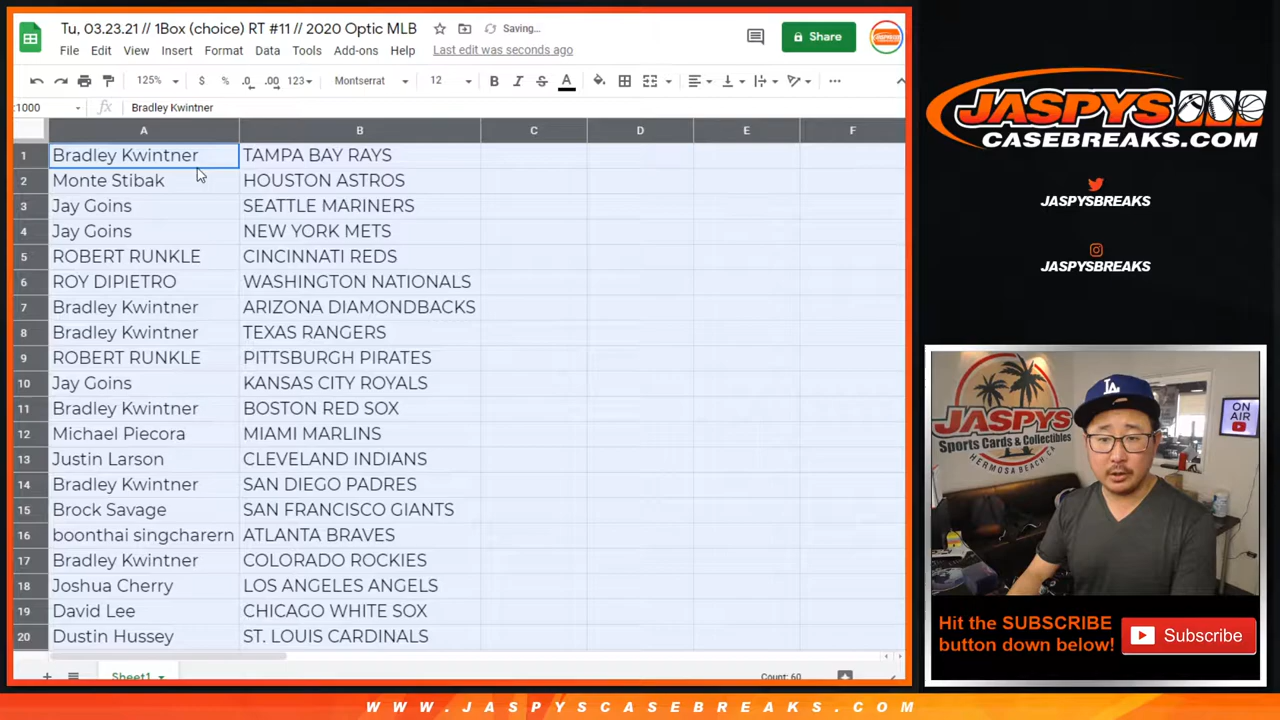 Tu, 03.23.21 // 1Box (choice) RT #11 // 2020 Optic MLB
Saving...
Share
File Edit View Insert Format Data Tools Add-ons Help Last edit was seconds ago
125% $ % .0 .00 123 Montserrat 12 B I S A
:1000 fx Bradley Kwintner
A B C D E F
1 Bradley Kwintner TAMPA BAY RAYS
2 Monte Stibak HOUSTON ASTROS
3 Jay Goins SEATTLE MARINERS
4 Jay Goins NEW YORK METS
5 ROBERT RUNKLE CINCINNATI REDS
6 ROY DIPIETRO WASHINGTON NATIONALS
7 Bradley Kwintner ARIZONA DIAMONDBACKS
8 Bradley Kwintner TEXAS RANGERS
9 ROBERT RUNKLE PITTSBURGH PIRATES
10 Jay Goins KANSAS CITY ROYALS
11 Bradley Kwintner BOSTON RED SOX
12 Michael Piecora MIAMI MARLINS
13 Justin Larson CLEVELAND INDIANS
14 Bradley Kwintner SAN DIEGO PADRES
15 Brock Savage SAN FRANCISCO GIANTS
16 boonthai singcharern ATLANTA BRAVES
17 Bradley Kwintner COLORADO ROCKIES
18 Joshua Cherry LOS ANGELES ANGELS
19 David Lee CHICAGO WHITE SOX
20 Dustin Hussey ST. LOUIS CARDINALS
Sheet1
Count: 60
JASPYS
CASEBREAKS.COM
JASPYSBREAKS
JASPYSBREAKS
JASPYS
Sports Cards & Collectibles
HERMOSA BEACH, CA
LA
ON
AIR
Hit the SUBSCRIBE
button down below!
Subscribe
WWW.JASPYSCASEBREAKS.COM